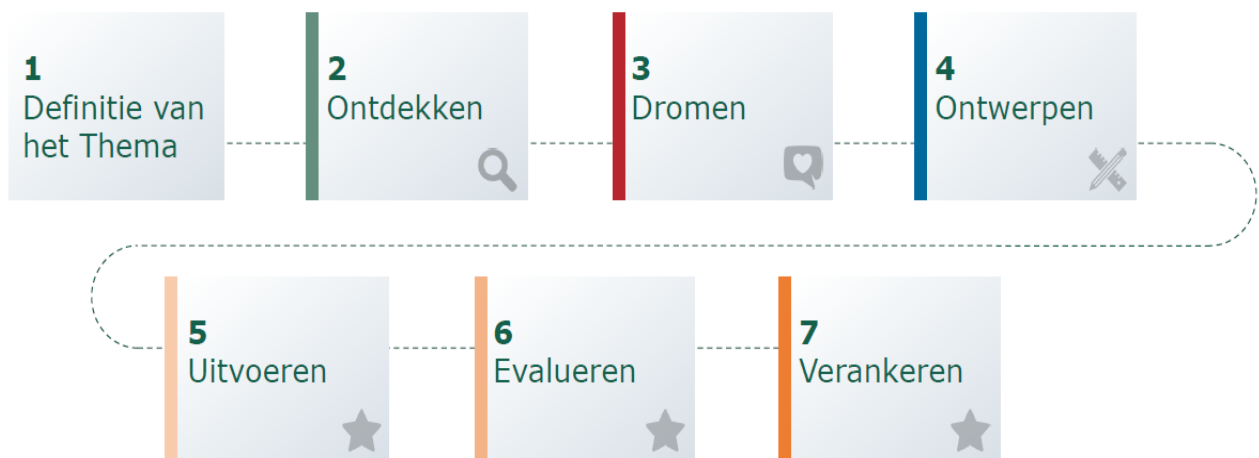 1
Definitie van
het Thema
2
Ontdekken
3
Dromen
4
Ontwerpen
5
Uitvoeren
6
Evalueren
7
Verankeren